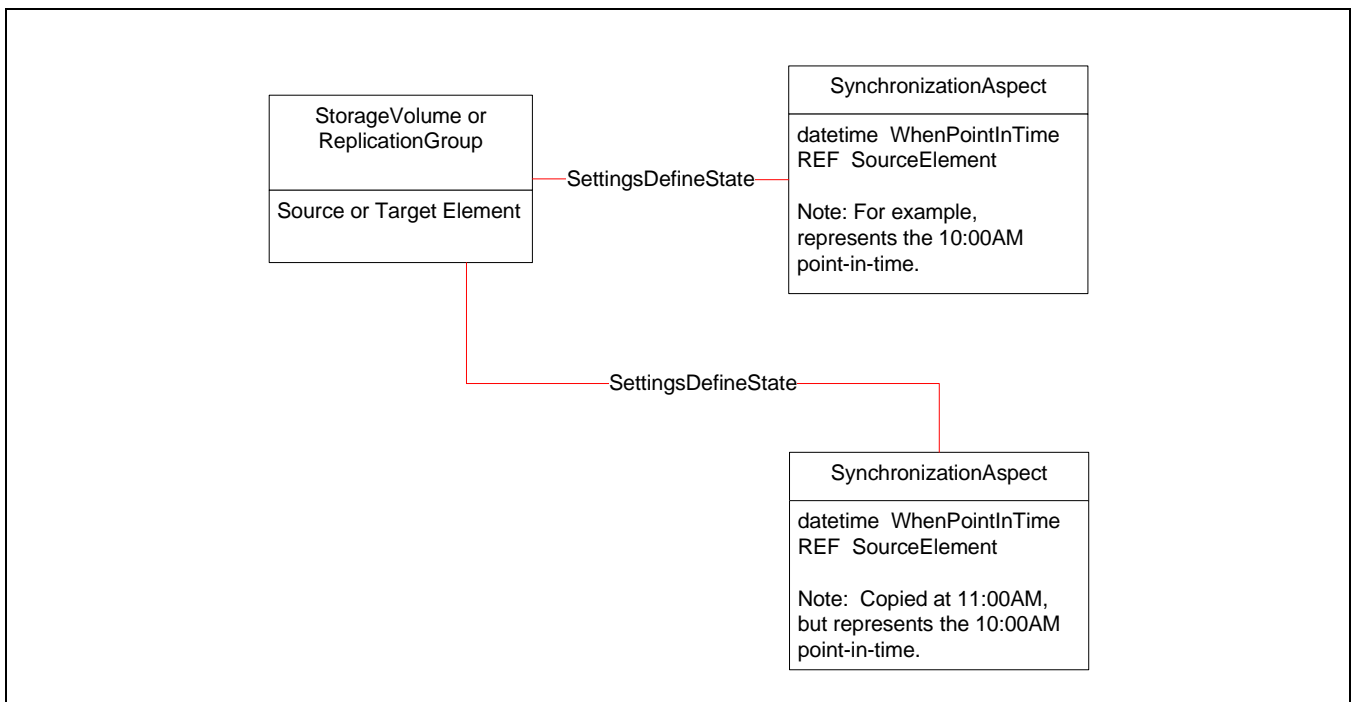 StorageVolume or
ReplicationGroup
Source or Target Element
SettingsDefineState
SynchronizationAspect
datetime  WhenPointInTime
REF  SourceElement
Note: For example,
represents the 10:00AM
point-in-time.
SettingsDefineState
SynchronizationAspect
datetime  WhenPointInTime
REF  SourceElement
Note:  Copied at 11:00AM,
but represents the 10:00AM
point-in-time.